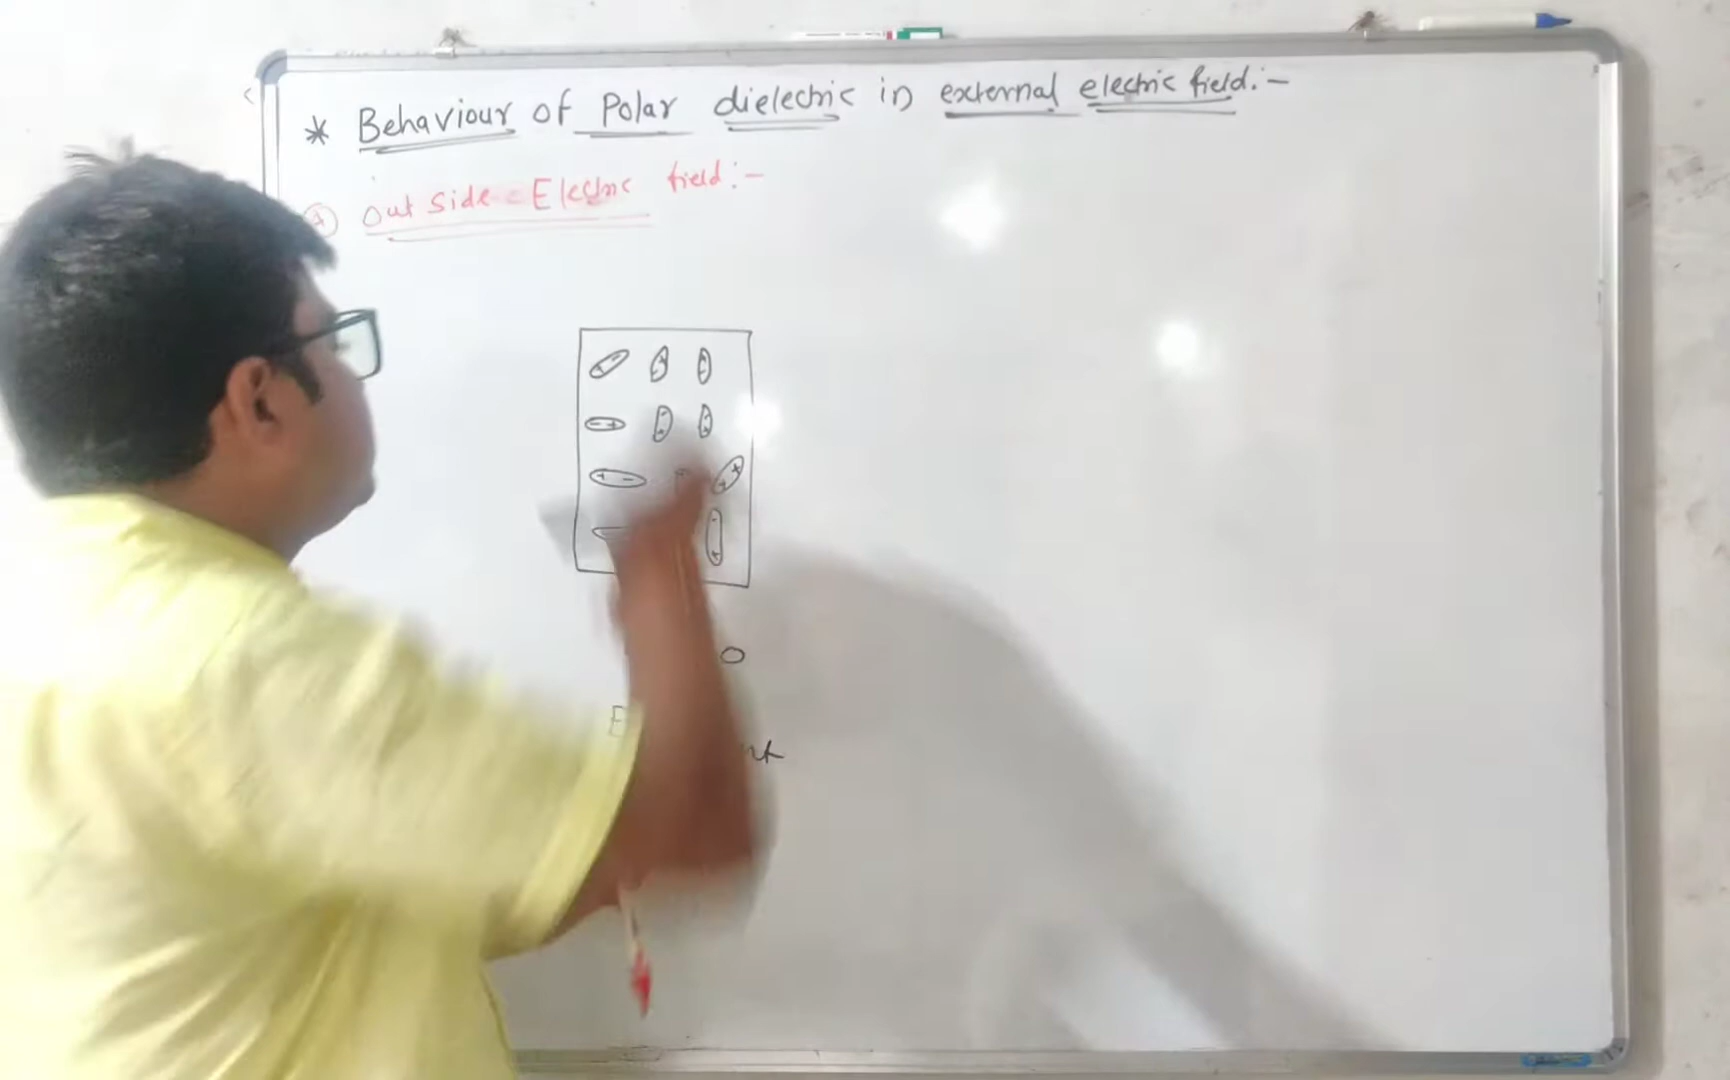 * Behaviour of Polar dielectric in external electric field:-
out side Electric field:-